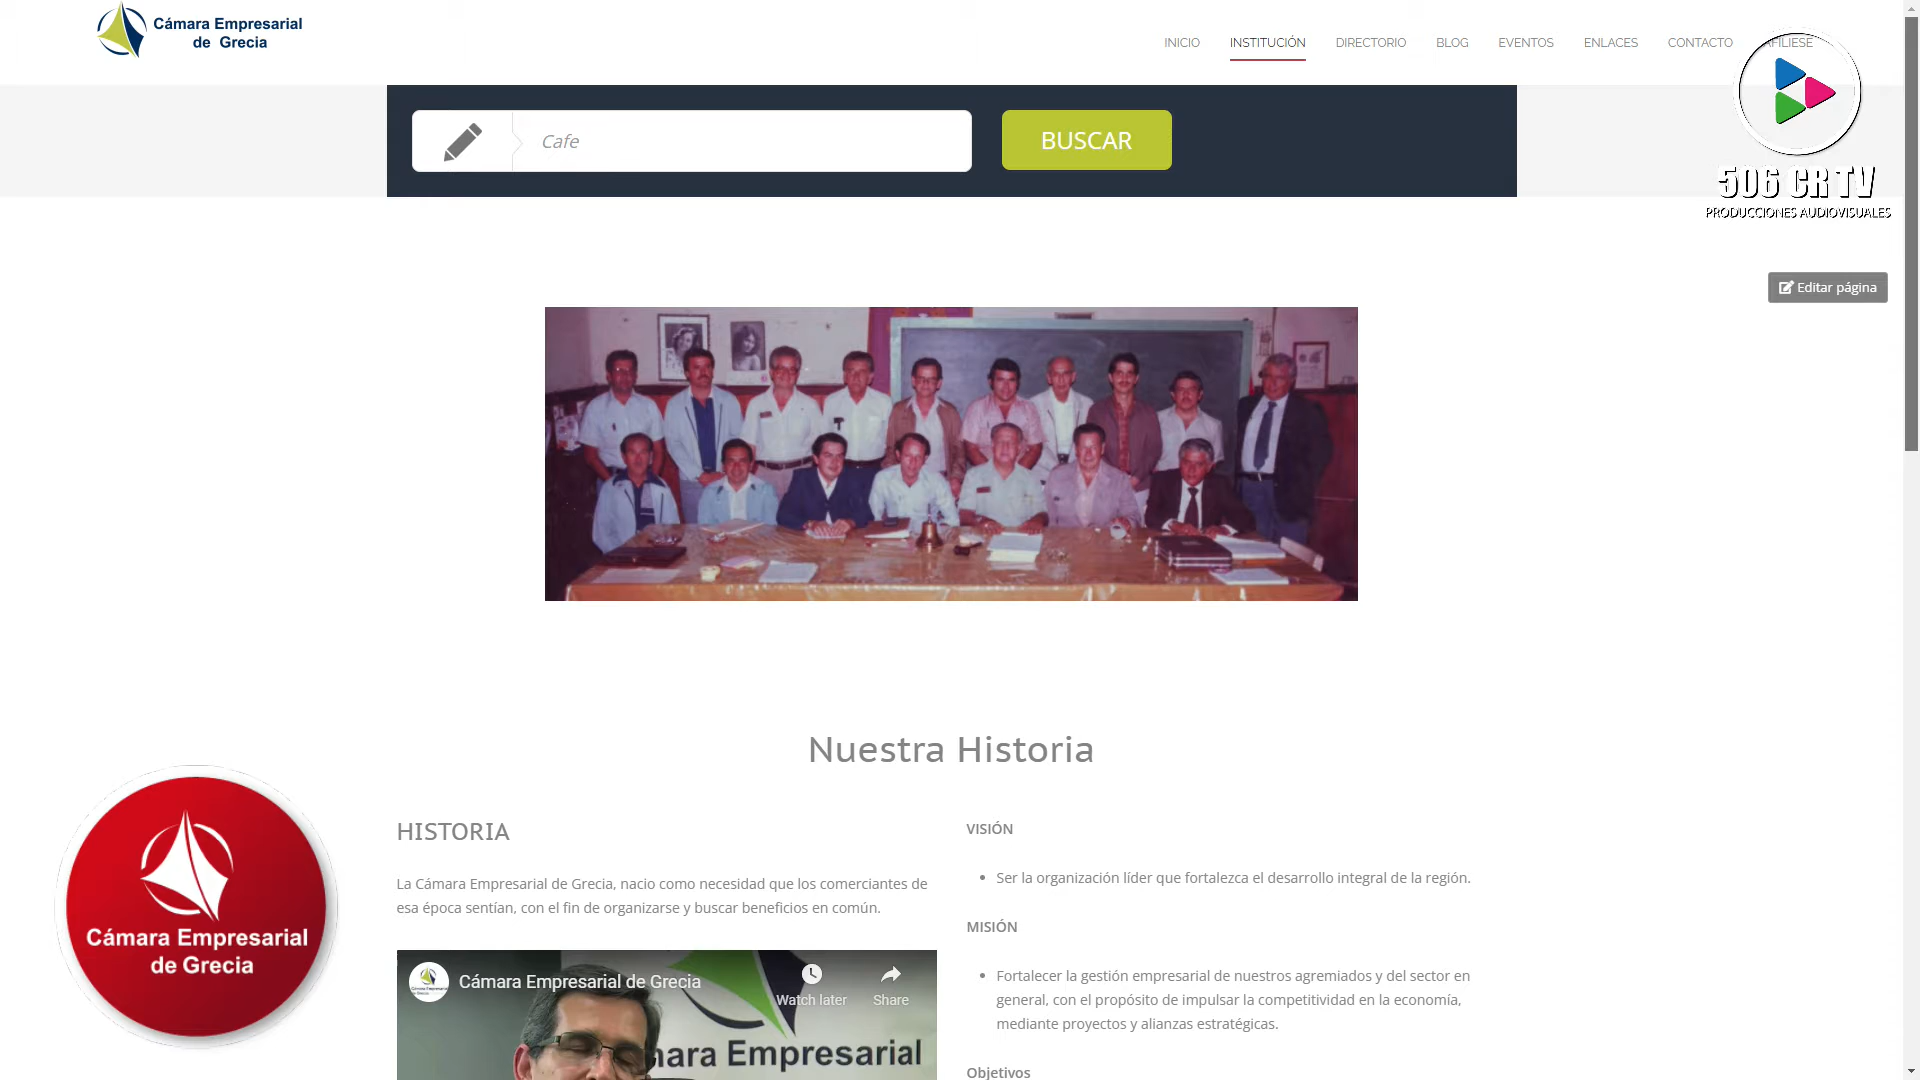 Cámara Empresarial
de Grecia
INICIO INSTITUCIÓN DIRECTORIO BLOG EVENTOS ENLACES CONTACTO AFÍLIESE
Cafe
BUSCAR
506 CR TV
PRODUCCIONES AUDIOVISUALES
Editar página
Nuestra Historia
HISTORIA
La Cámara Empresarial de Grecia, nacio como necesidad que los comerciantes de
esa época sentían, con el fin de organizarse y buscar beneficios en común.
Cámara Empresarial de Grecia
Watch later
Share
mara Empresarial
VISIÓN
Ser la organización líder que fortalezca el desarrollo integral de la región.
MISIÓN
Fortalecer la gestión empresarial de nuestros agremiados y del sector en
general, con el propósito de impulsar la competitividad en la economía,
mediante proyectos y alianzas estratégicas.
Objetivos
Cámara Empresarial
de Grecia